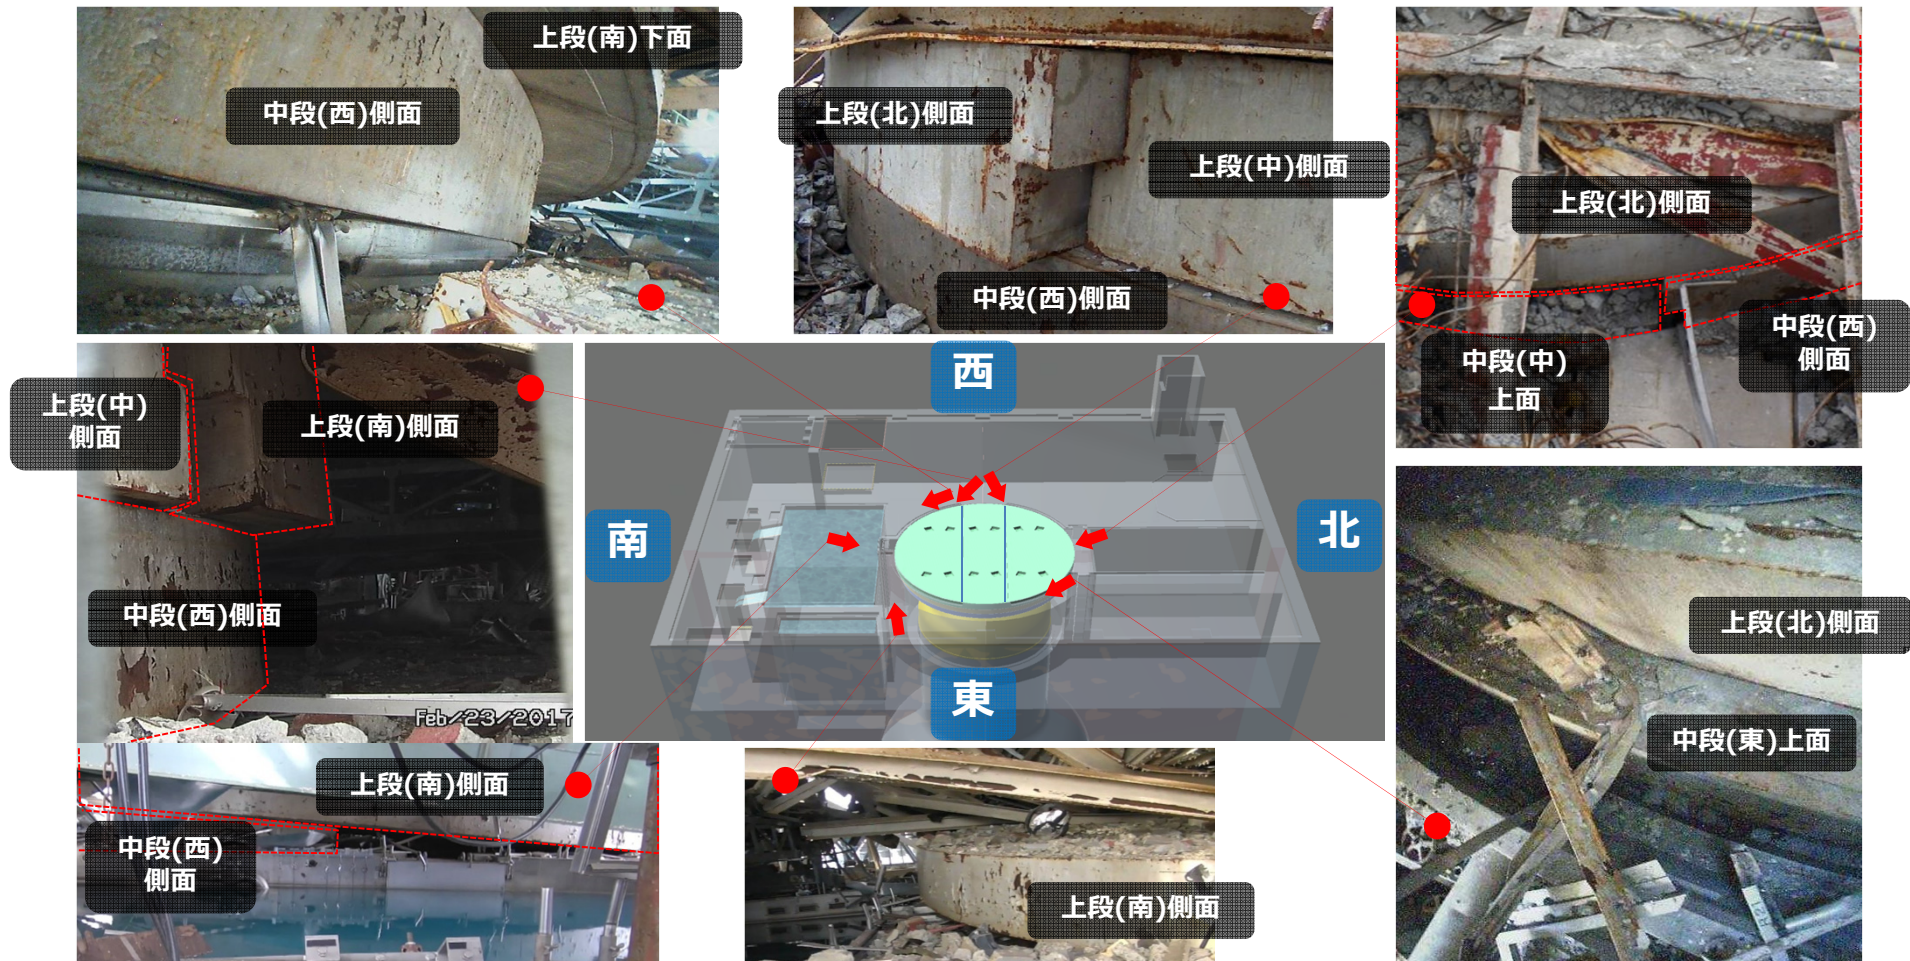 上段(南)下面
中段(西)側面
上段(北)側面
上段(中)側面
中段(西)側面
上段(北)側面
中段(西)
側面
中段(中)
上面
上段(中)
側面
上段(南)側面
中段(西)側面
Feb/23/2017
西
南
北
東
上段(北)側面
中段(東)上面
上段(南)側面
中段(西)
側面
上段(南)側面